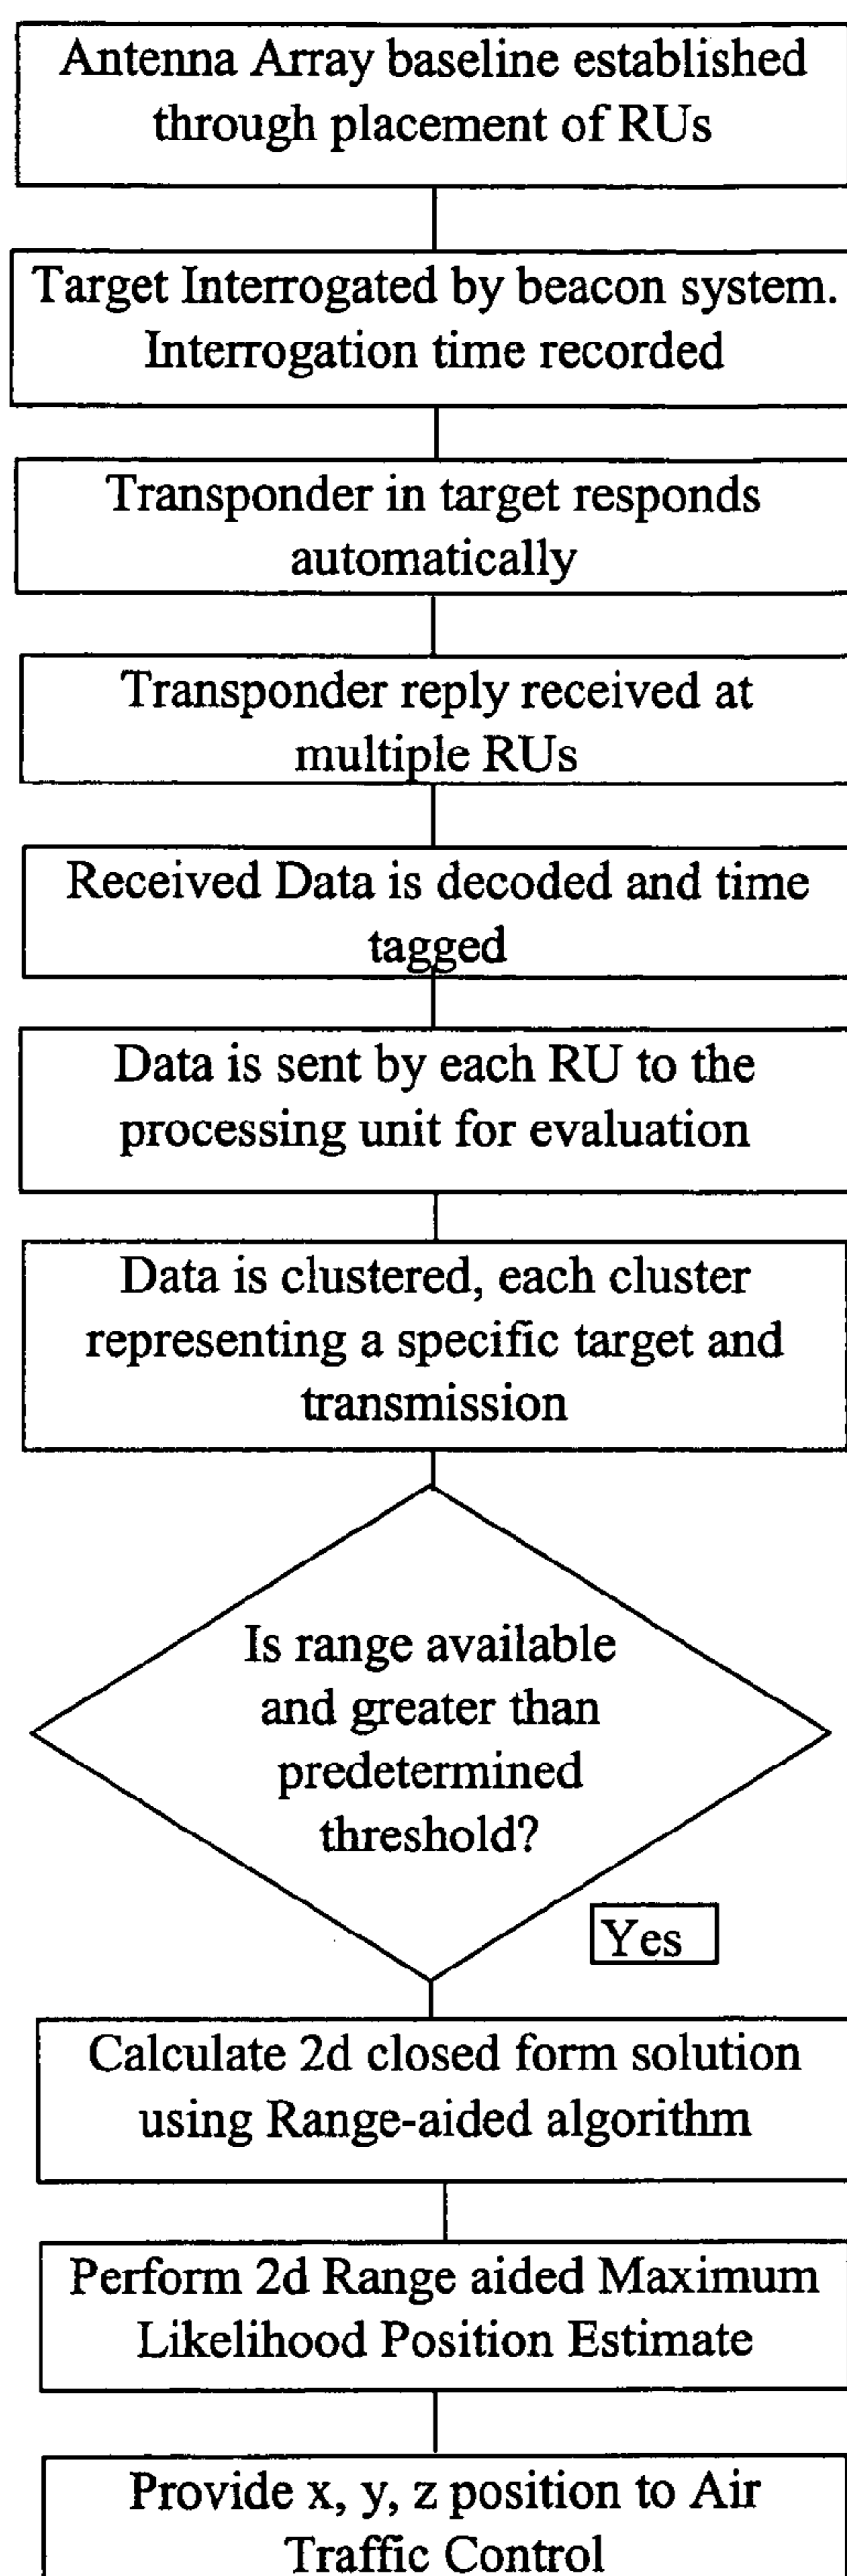 Antenna Array baseline established
through placement of RUs
Target Interrogated by beacon system.
Interrogation time recorded
Transponder in target responds
automatically
Transponder reply received at
multiple RUs
Received Data is decoded and time
tagged
Data is sent by each RU to the
processing unit for evaluation
Data is clustered, each cluster
representing a specific target and
transmission
Is range available
and greater than
predetermined
threshold?
Yes
Calculate 2d closed form solution
using Range-aided algorithm
Perform 2d Range aided Maximum
Likelihood Position Estimate
Provide x, y, z position to Air
Traffic Control